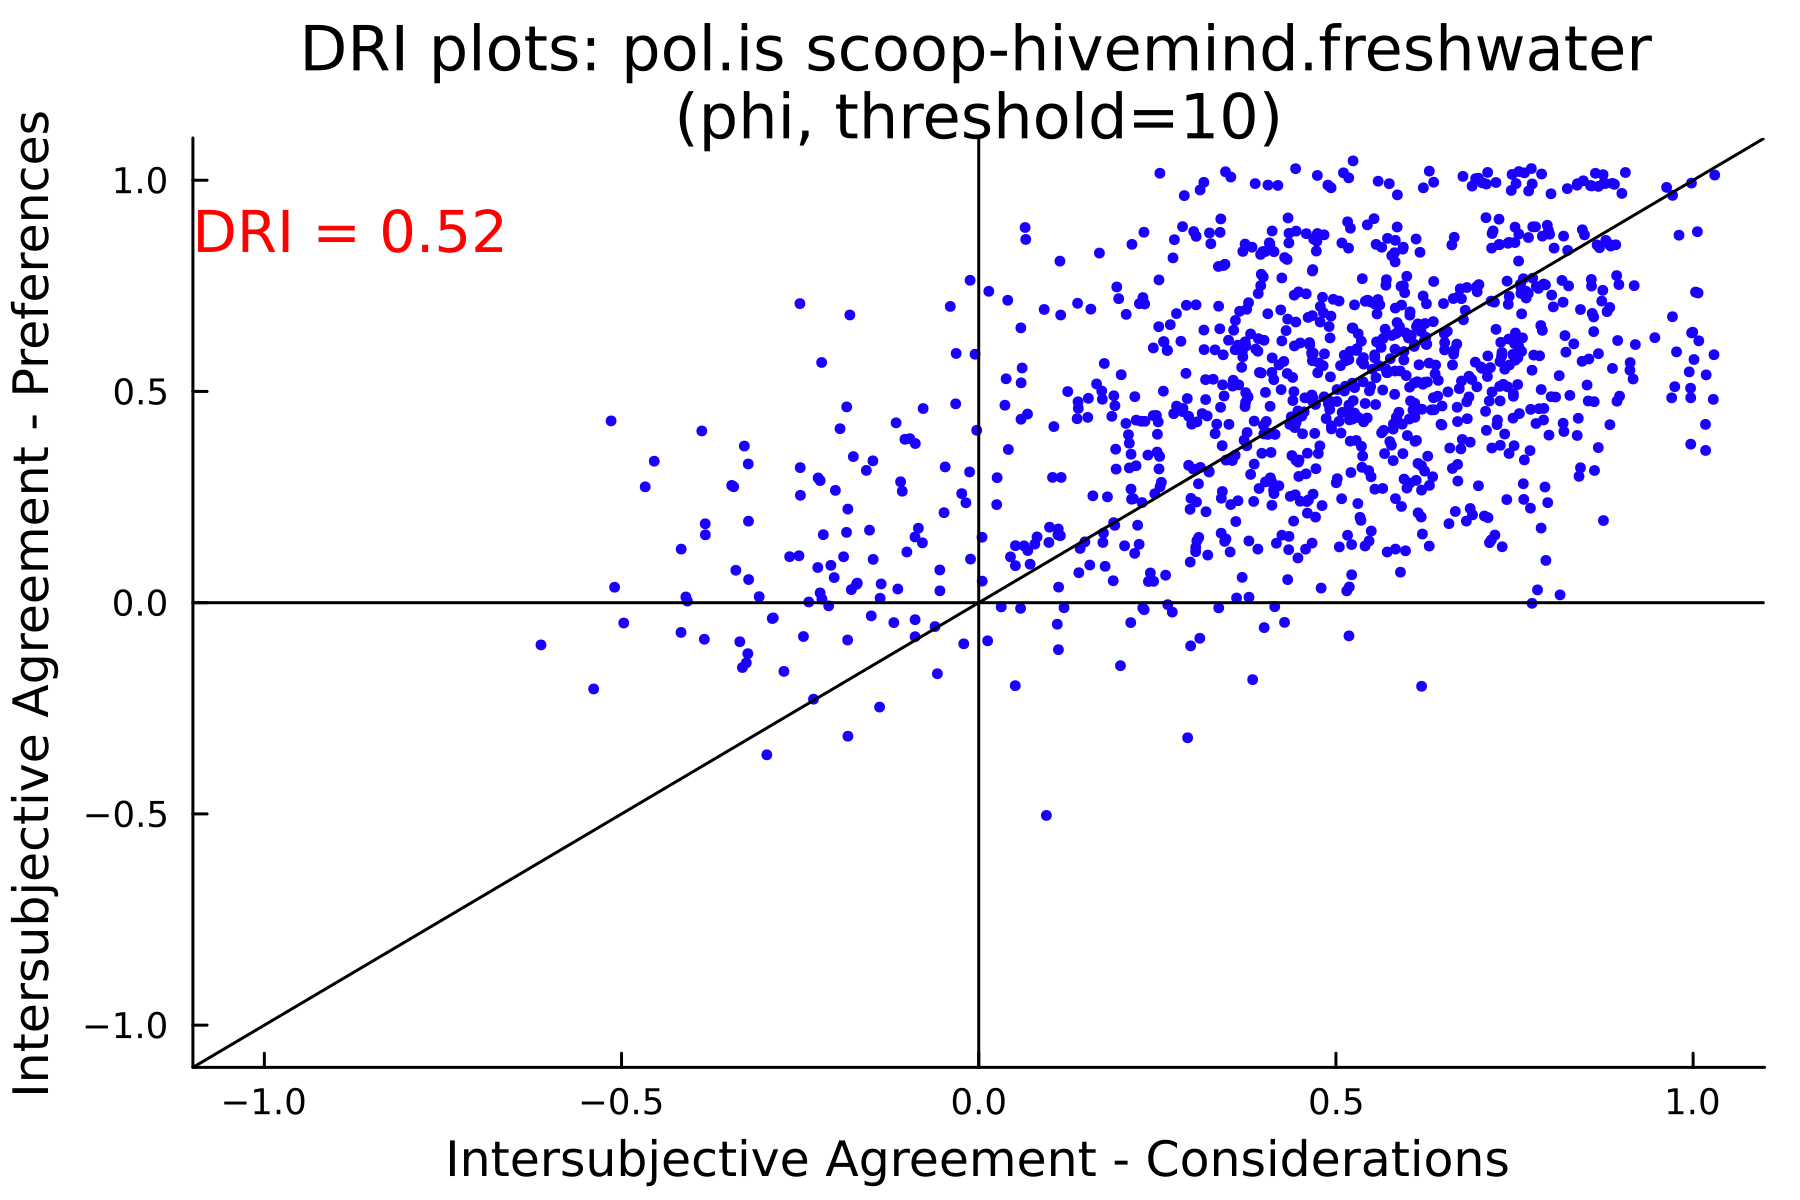 DRI plots: pol.is scoop-hivemind.freshwater
(phi, threshold=10)
DRI = 0.52
Intersubjective Agreement - Preferences
1.0
0.5
0.0
−0.5
−1.0
−1.0
−0.5
0.0
0.5
1.0
Intersubjective Agreement - Considerations